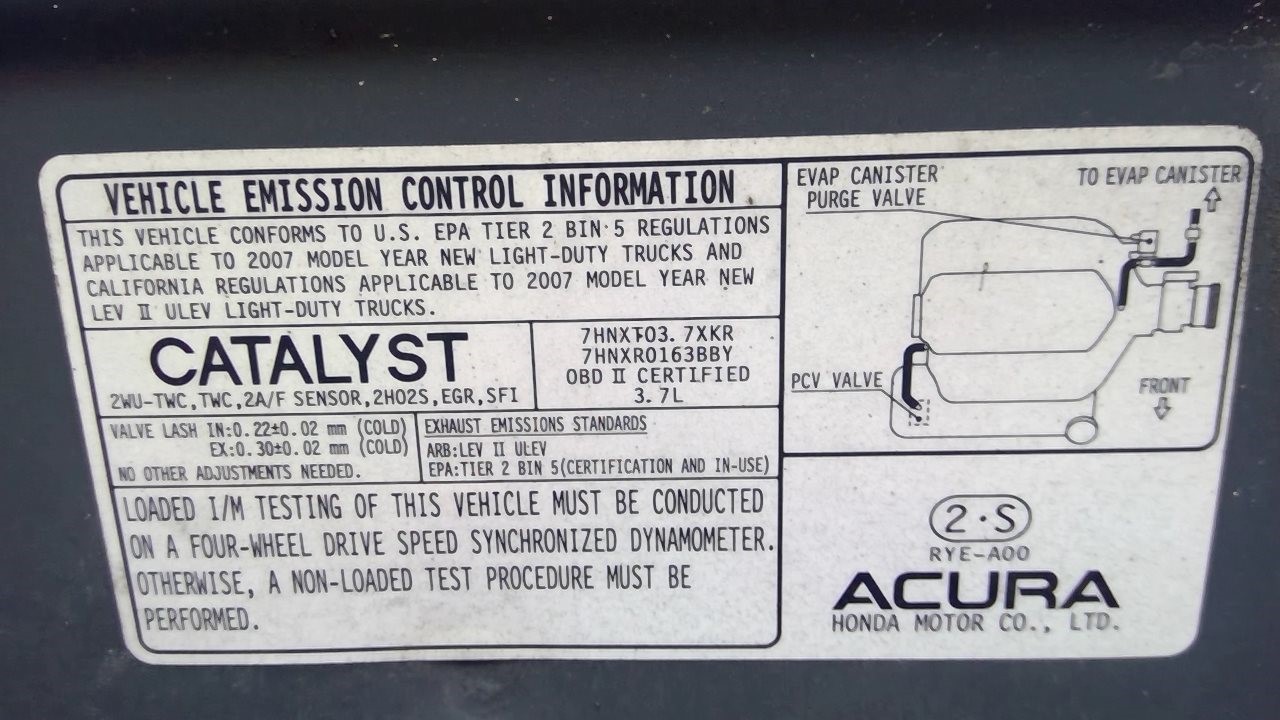 VEHICLE EMISSION CONTROL INFORMATION
THIS VEHICLE CONFORMS TO U.S. EPA TIER 2 BIN 5 REGULATIONS
APPLICABLE TO 2007 MODEL YEAR NEW LIGHT-DUTY TRUCKS AND
CALIFORNIA REGULATIONS APPLICABLE TO 2007 MODEL YEAR NEW
LEV II ULEV LIGHT-DUTY TRUCKS.
CATALYST
2WU-TWC,TWC,2A/F SENSOR,2HO2S,EGR,SFI
7HNXT03.7XKR
7HNXR0163BBY
OBD II CERTIFIED
3.7L
VALVE LASH IN:0.22±0.02 mm (COLD)
EX:0.30±0.02 mm (COLD)
NO OTHER ADJUSTMENTS NEEDED.
EXHAUST EMISSIONS STANDARDS
ARB:LEV II ULEV
EPA:TIER 2 BIN 5(CERTIFICATION AND IN-USE)
LOADED I/M TESTING OF THIS VEHICLE MUST BE CONDUCTED
ON A FOUR-WHEEL DRIVE SPEED SYNCHRONIZED DYNAMOMETER.
OTHERWISE, A NON-LOADED TEST PROCEDURE MUST BE
PERFORMED.
EVAP CANISTER
PURGE VALVE
TO EVAP CANISTER
PCV VALVE
FRONT
2·S
RYE-A00
ACURA
HONDA MOTOR CO., LTD.